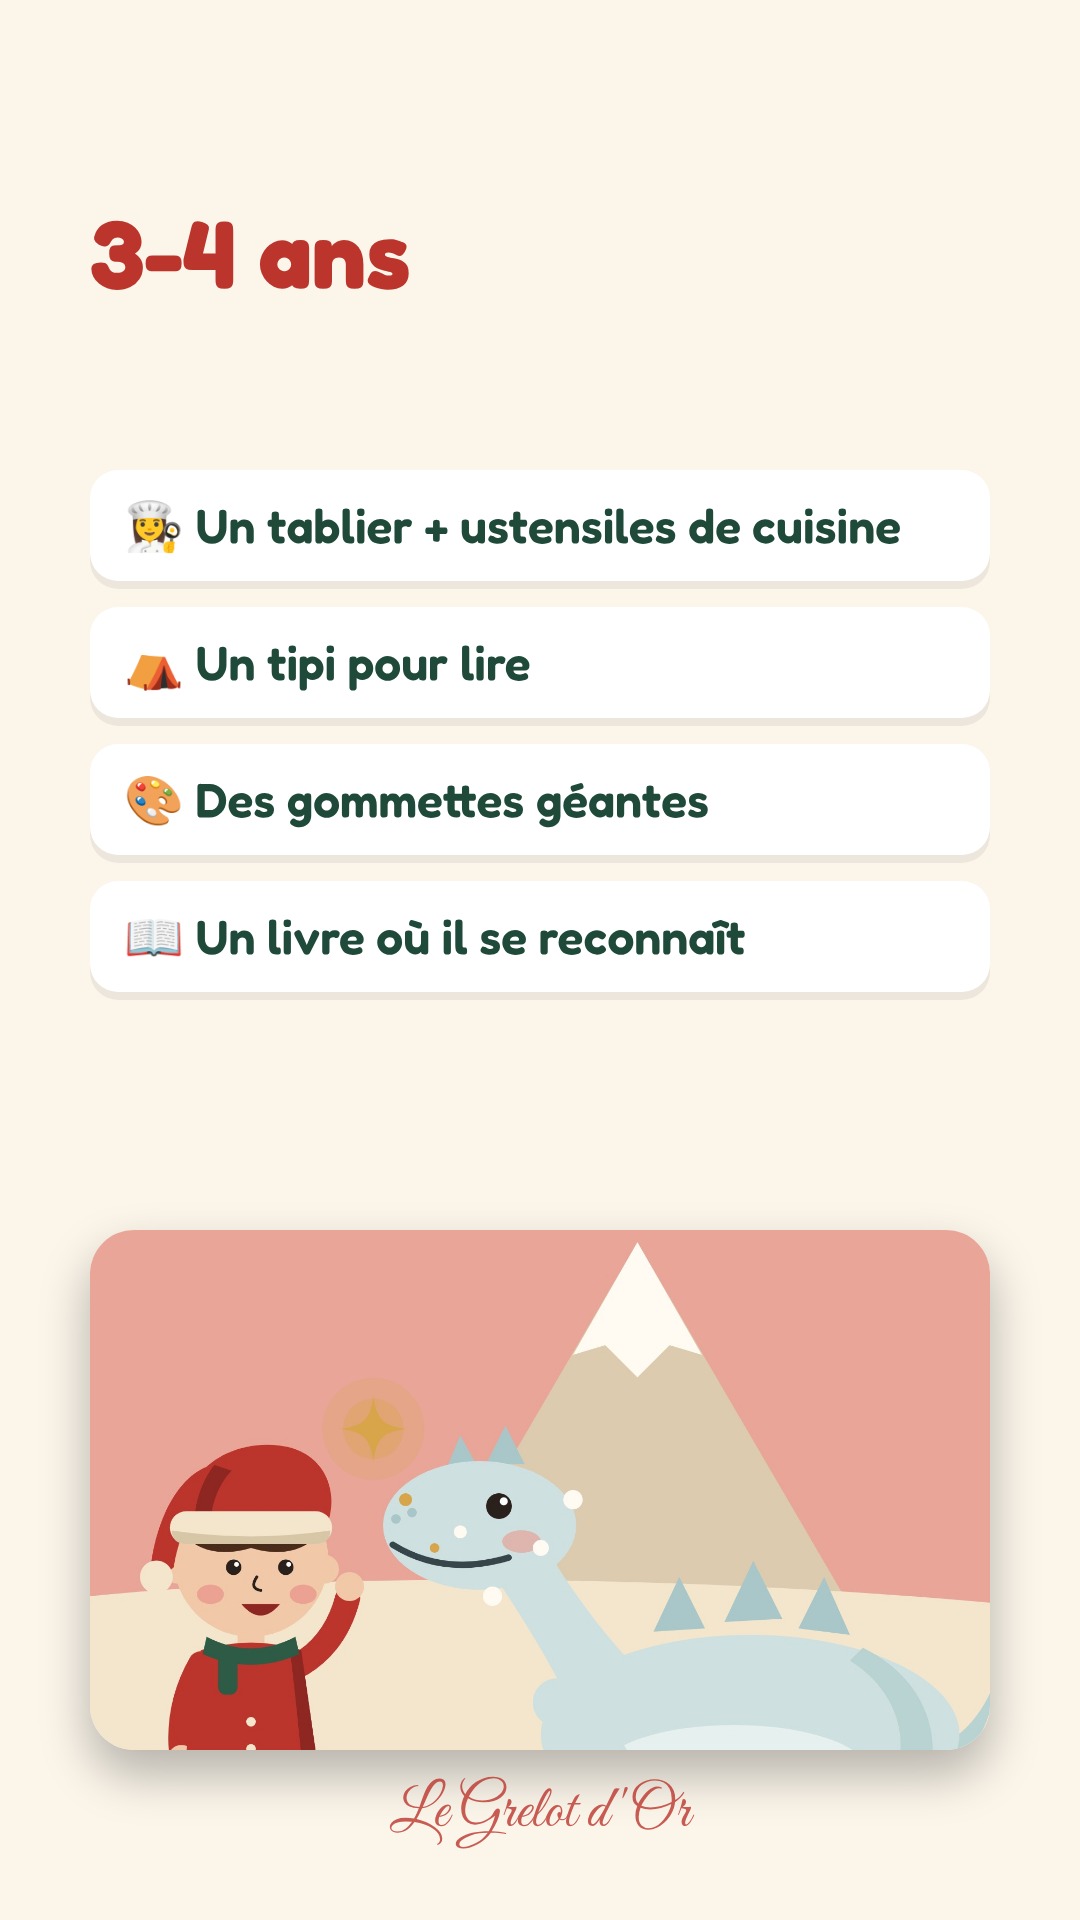 3-4 ans
Un tablier + ustensiles de cuisine
Un tipi pour lire
Des gommettes géantes
Un livre où il se reconnaît
Le Grelot d'Or